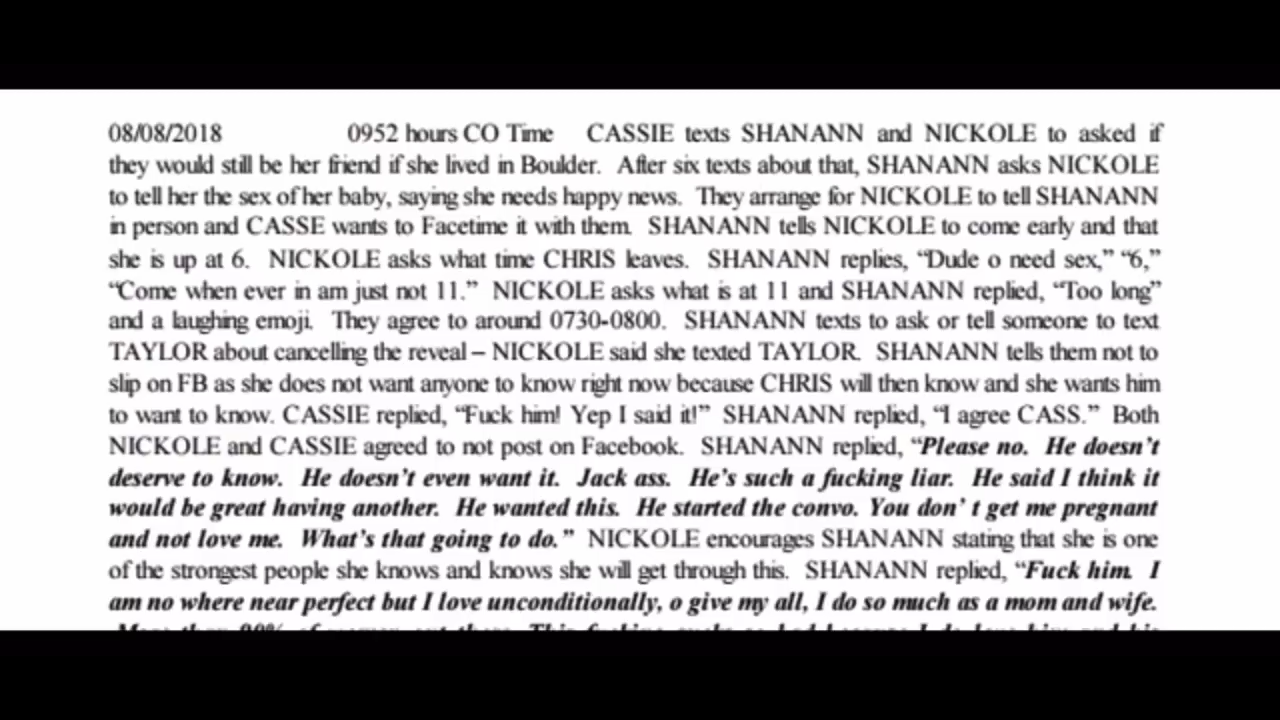 08/08/2018 0952 hours CO Time CASSIE texts SHANANN and NICKOLE to asked if
they would still be her friend if she lived in Boulder. After six texts about that, SHANANN asks NICKOLE
to tell her the sex of her baby, saying she needs happy news. They arrange for NICKOLE to tell SHANANN
in person and CASSE wants to Facetime it with them. SHANANN tells NICKOLE to come early and that
she is up at 6. NICKOLE asks what time CHRIS leaves. SHANANN replies, “Dude o need sex,” “6,”
“Come when ever in am just not 11.” NICKOLE asks what is at 11 and SHANANN replied, “Too long”
and a laughing emoji. They agree to around 0730-0800. SHANANN texts to ask or tell someone to text
TAYLOR about cancelling the reveal – NICKOLE said she texted TAYLOR. SHANANN tells them not to
slip on FB as she does not want anyone to know right now because CHRIS will then know and she wants him
to want to know. CASSIE replied, “Fuck him! Yep I said it!” SHANANN replied, “I agree CASS.” Both
NICKOLE and CASSIE agreed to not post on Facebook. SHANANN replied, “Please no. He doesn’t
deserve to know. He doesn’t even want it. Jack ass. He’s such a fucking liar. He said I think it
would be great having another. He wanted this. He started the convo. You don’ t get me pregnant
and not love me. What’s that going to do.” NICKOLE encourages SHANANN stating that she is one
of the strongest people she knows and knows she will get through this. SHANANN replied, “Fuck him. I
am no where near perfect but I love unconditionally, o give my all, I do so much as a mom and wife.